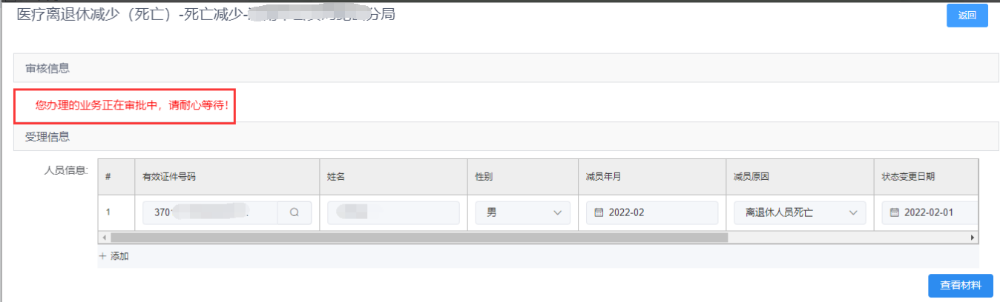 医疗离退休减少（死亡）-死亡减少-
分局
返回
审核信息
您办理的业务正在审批中，请耐心等待！
受理信息
人员信息:
# 有效证件号码 姓名 性别 减员年月 减员原因 状态变更日期
1 370 男 2022-02 离退休人员死亡 2022-02-01
+ 添加
查看材料